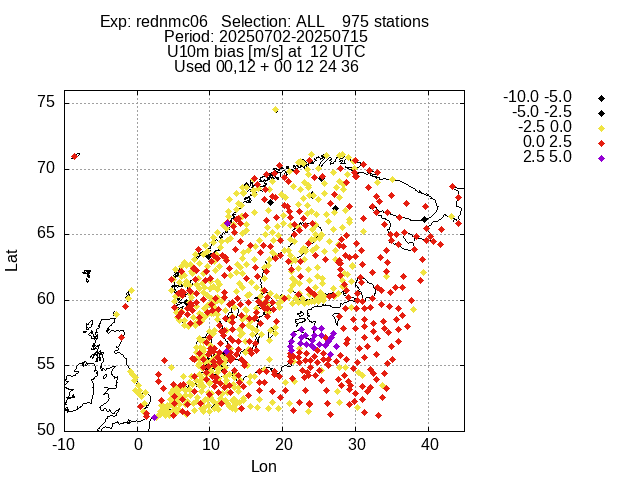 Exp: rednmc06   Selection: ALL    975 stations
Period: 20250702-20250715
U10m bias [m/s] at  12 UTC
Used 00,12 + 00 12 24 36
-10.0 -5.0
-5.0 -2.5
-2.5 0.0
0.0 2.5
2.5 5.0
75
70
65
60
55
50
Lat
-10 0 10 20 30 40
Lon